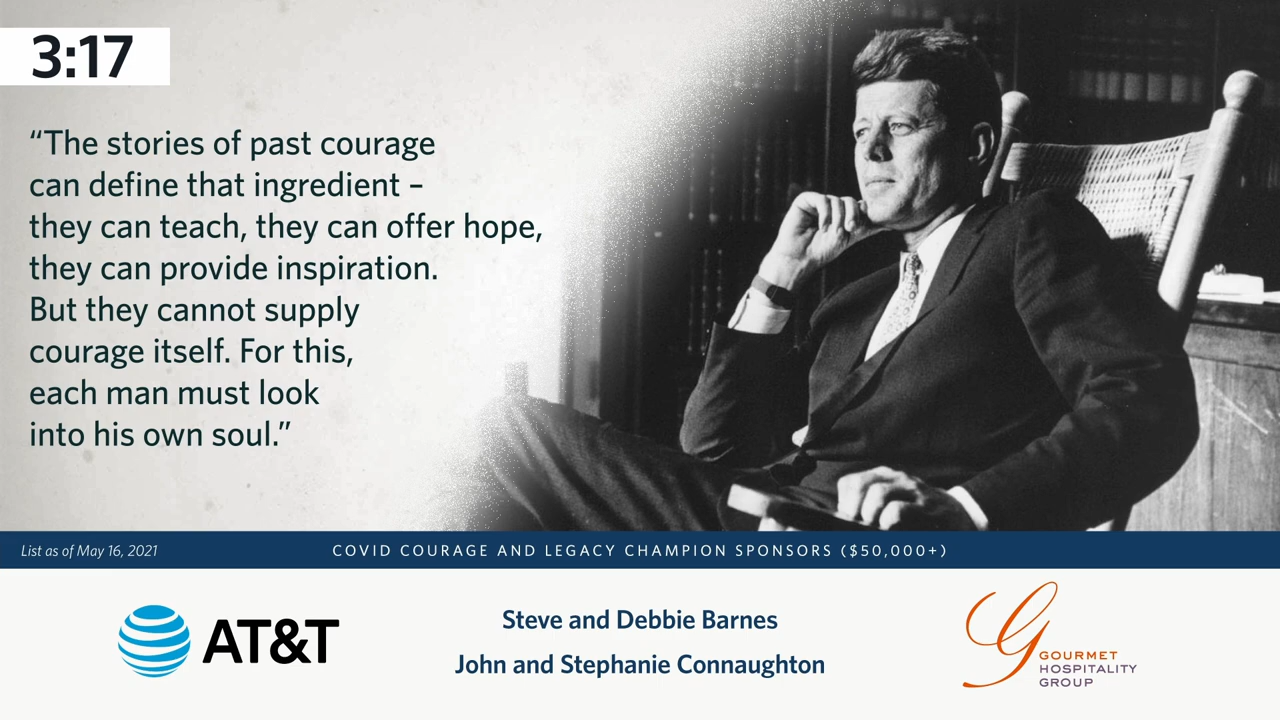 3:17
“The stories of past courage
can define that ingredient –
they can teach, they can offer hope,
they can provide inspiration.
But they cannot supply
courage itself. For this,
each man must look
into his own soul.”
List as of May 16, 2021
COVID COURAGE AND LEGACY CHAMPION SPONSORS ($50,000+)
AT&T
Steve and Debbie Barnes
John and Stephanie Connaughton
G
GOURMET
HOSPITALITY
GROUP